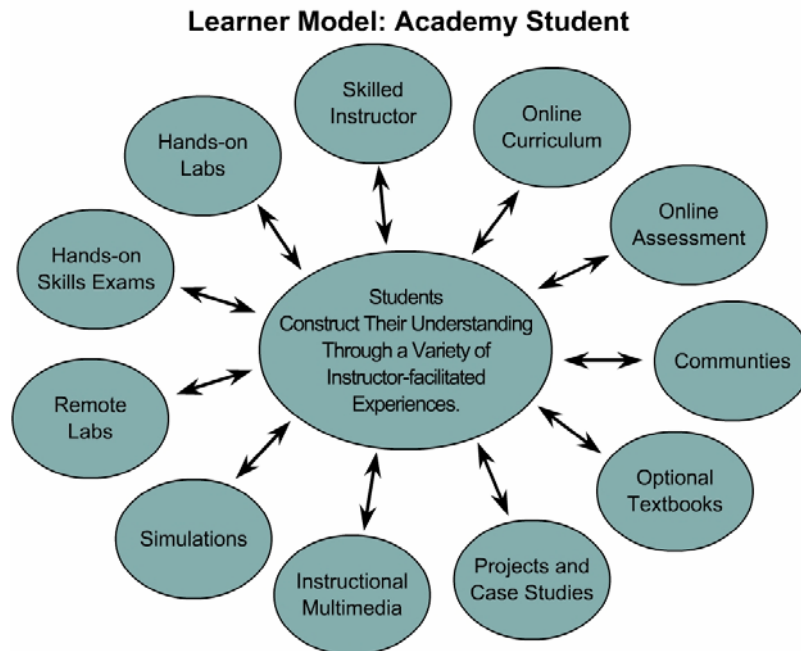 Learner Model: Academy Student
Skilled
Instructor
Online
Curriculum
Hands-on
Labs
Online
Assessment
Hands-on
Skills Exams
Students
Construct Their Understanding
Through a Variety of
Instructor-facilitated
Experiences.
Communties
Remote
Labs
Optional
Textbooks
Simulations
Instructional
Multimedia
Projects and
Case Studies